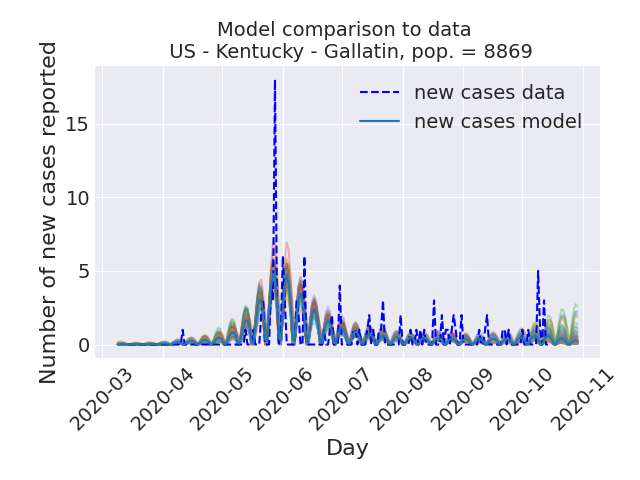 Model comparison to data
US - Kentucky - Gallatin, pop. = 8869
new cases data
new cases model
Number of new cases reported
15
10
5
0
2020-03
2020-04
2020-05
2020-06
2020-07
2020-08
2020-09
2020-10
2020-11
Day